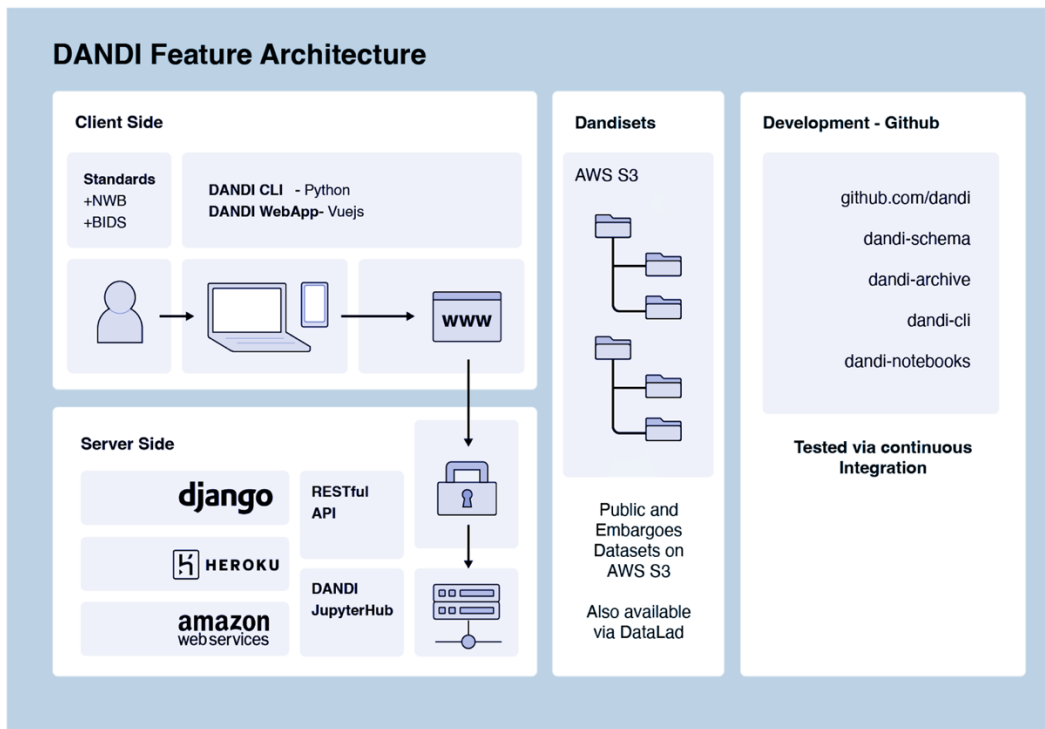 DANDI Feature Architecture
Client Side
Standards
+NWB
+BIDS
DANDI CLI - Python
DANDI WebApp- Vuejs
www
Server Side
django
HEROKU
amazon
web services
RESTful
API
DANDI
JupyterHub
Dandisets
AWS S3
Public and
Embargoes
Datasets on
AWS S3
Also available
via DataLad
Development - Github
github.com/dandi
dandi-schema
dandi-archive
dandi-cli
dandi-notebooks
Tested via continuous
Integration